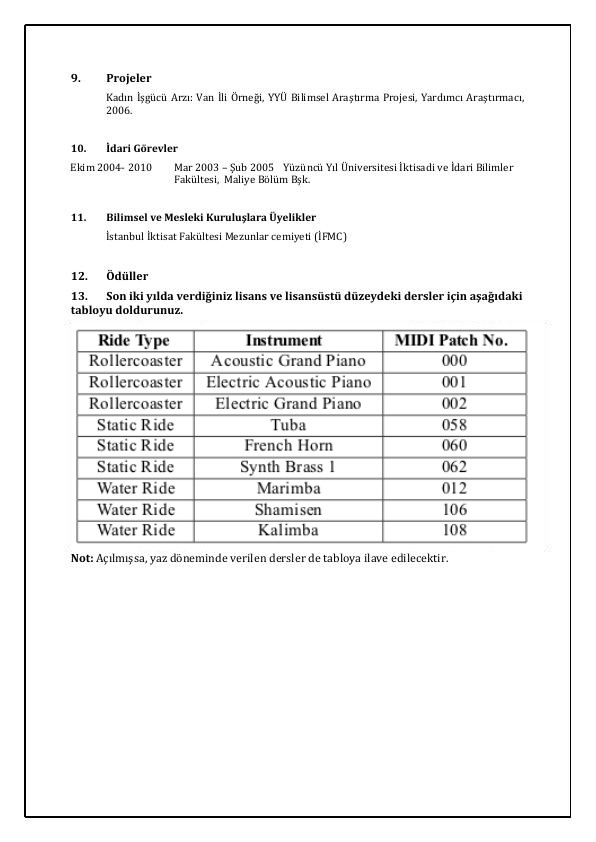 9. Projeler
Kadın İşgücü Arzı: Van İli Örneği, YYÜ Bilimsel Araştırma Projesi, Yardımcı Araştırmacı,
2006.
10. İdari Görevler
Ekim 2004- 2010 Mar 2003 – Şub 2005 Yüzüncü Yıl Üniversitesi İktisadi ve İdari Bilimler
Fakültesi, Maliye Bölüm Bşk.
11. Bilimsel ve Mesleki Kuruluşlara Üyelikler
İstanbul İktisat Fakültesi Mezunlar cemiyeti (İFMC)
12. Ödüller
13. Son iki yılda verdiğiniz lisans ve lisansüstü düzeydeki dersler için aşağıdaki
tabloyu doldurunuz.
Ride Type Instrument MIDI Patch No.
Rollercoaster Acoustic Grand Piano 000
Rollercoaster Electric Acoustic Piano 001
Rollercoaster Electric Grand Piano 002
Static Ride Tuba 058
Static Ride French Horn 060
Static Ride Synth Brass 1 062
Water Ride Marimba 012
Water Ride Shamisen 106
Water Ride Kalimba 108
Not: Açılmışsa, yaz döneminde verilen dersler de tabloya ilave edilecektir.